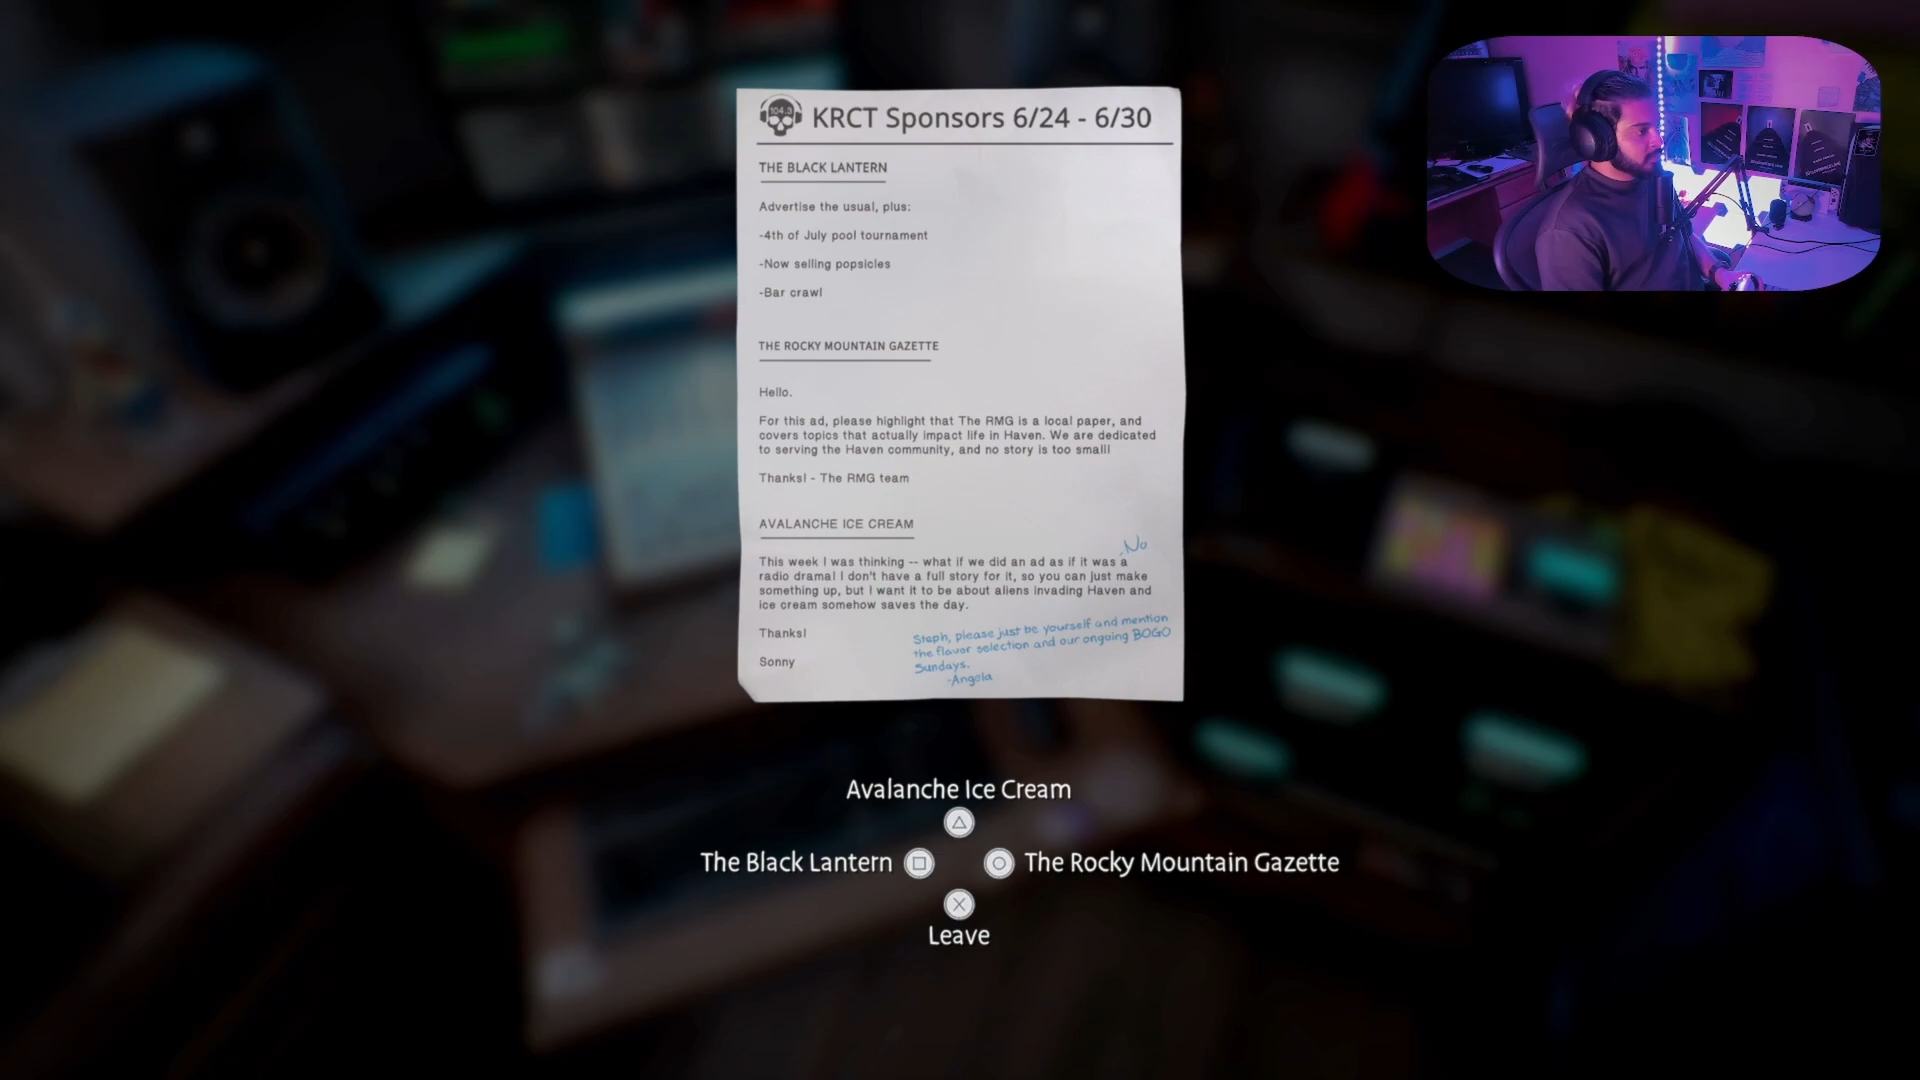 104.3
KRCT Sponsors 6/24 - 6/30
THE BLACK LANTERN
Advertise the usual, plus:
-4th of July pool tournament
-Now selling popsicles
-Bar crawl
THE ROCKY MOUNTAIN GAZETTE
Hello.
For this ad, please highlight that The RMG is a local paper, and
covers topics that actually impact life in Haven. We are dedicated
to serving the Haven community, and no story is too small!
Thanks! - The RMG team
AVALANCHE ICE CREAM
No
This week I was thinking -- what if we did an ad as if it was a
radio drama! I don't have a full story for it, so you can just make
something up, but I want it to be about aliens invading Haven and
ice cream somehow saves the day.
Thanks!
Sonny
Steph, please just be yourself and mention
the flavor selection and our ongoing BOGO
Sundays.
-Angela
Avalanche Ice Cream
The Black Lantern
The Rocky Mountain Gazette
Leave